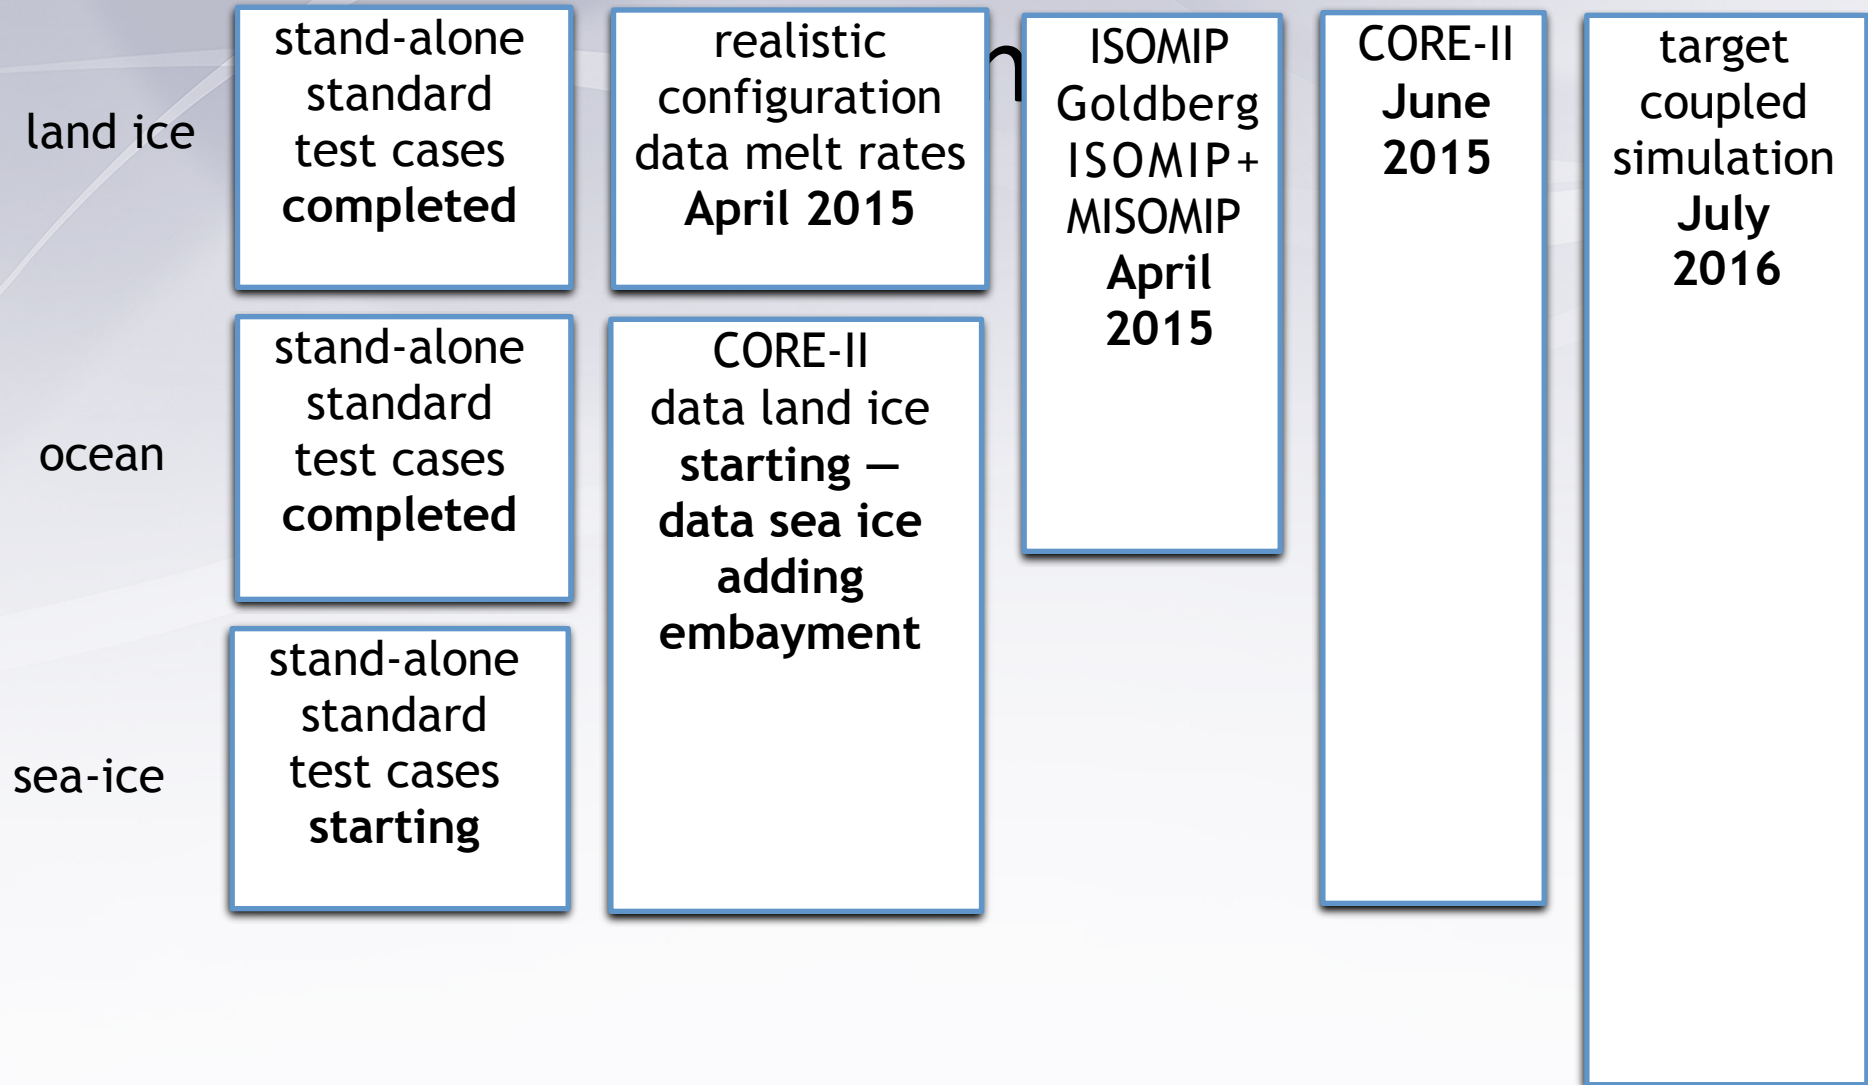 land ice
stand-alone
standard
test cases
completed
realistic
configuration
data melt rates
April 2015
ISOMIP
Goldberg
ISOMIP+
MISOMIP
April
2015
CORE-II
June
2015
target
coupled
simulation
July
2016
ocean
stand-alone
standard
test cases
completed
CORE-II
data land ice
starting —
data sea ice
adding
embayment
sea-ice
stand-alone
standard
test cases
starting